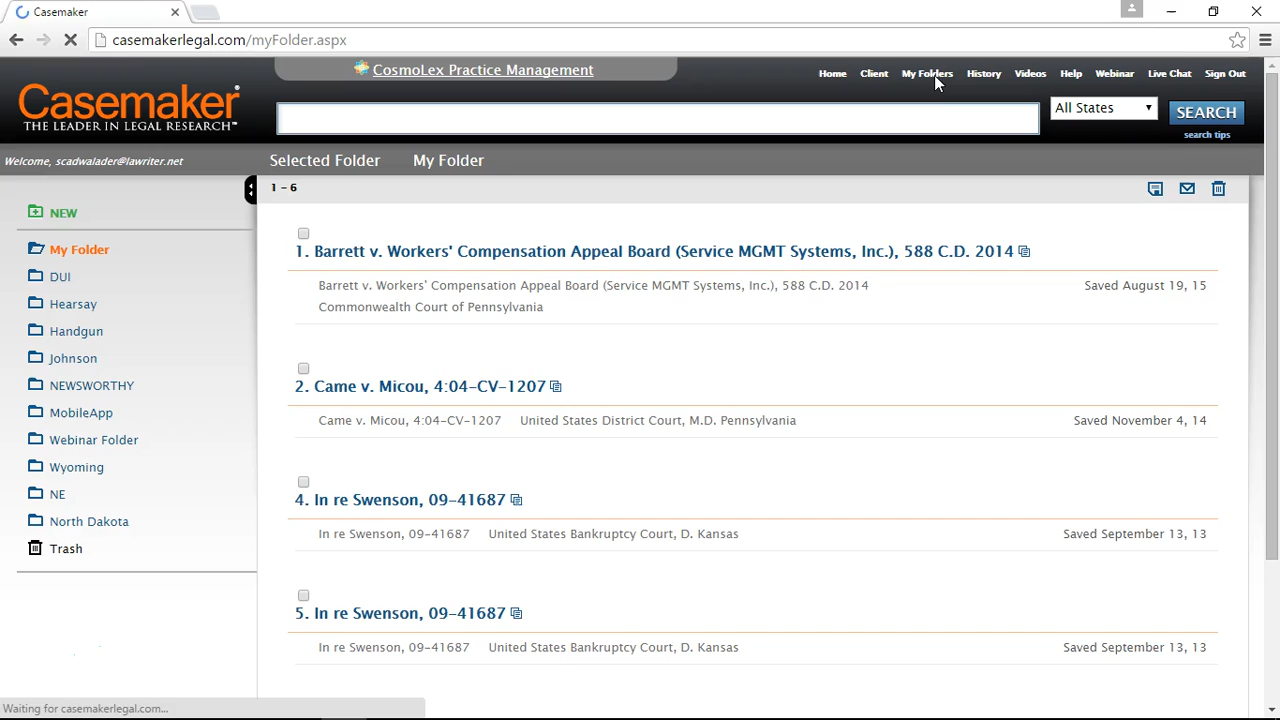 Casemaker
casemakerlegal.com/myFolder.aspx
CosmoLex Practice Management
Home Client My Folders History Videos Help Webinar Live Chat Sign Out
Casemaker
THE LEADER IN LEGAL RESEARCH™
All States
SEARCH
search tips
Welcome, scadwalader@lawriter.net
Selected Folder My Folder
1 - 6
NEW
My Folder
DUI
Hearsay
Handgun
Johnson
NEWSWORTHY
MobileApp
Webinar Folder
Wyoming
NE
North Dakota
Trash
1. Barrett v. Workers' Compensation Appeal Board (Service MGMT Systems, Inc.), 588 C.D. 2014
Barrett v. Workers' Compensation Appeal Board (Service MGMT Systems, Inc.), 588 C.D. 2014 Saved August 19, 15
Commonwealth Court of Pennsylvania
2. Came v. Micou, 4:04-CV-1207
Came v. Micou, 4:04-CV-1207 United States District Court, M.D. Pennsylvania Saved November 4, 14
4. In re Swenson, 09-41687
In re Swenson, 09-41687 United States Bankruptcy Court, D. Kansas Saved September 13, 13
5. In re Swenson, 09-41687
In re Swenson, 09-41687 United States Bankruptcy Court, D. Kansas Saved September 13, 13
Waiting for casemakerlegal.com...